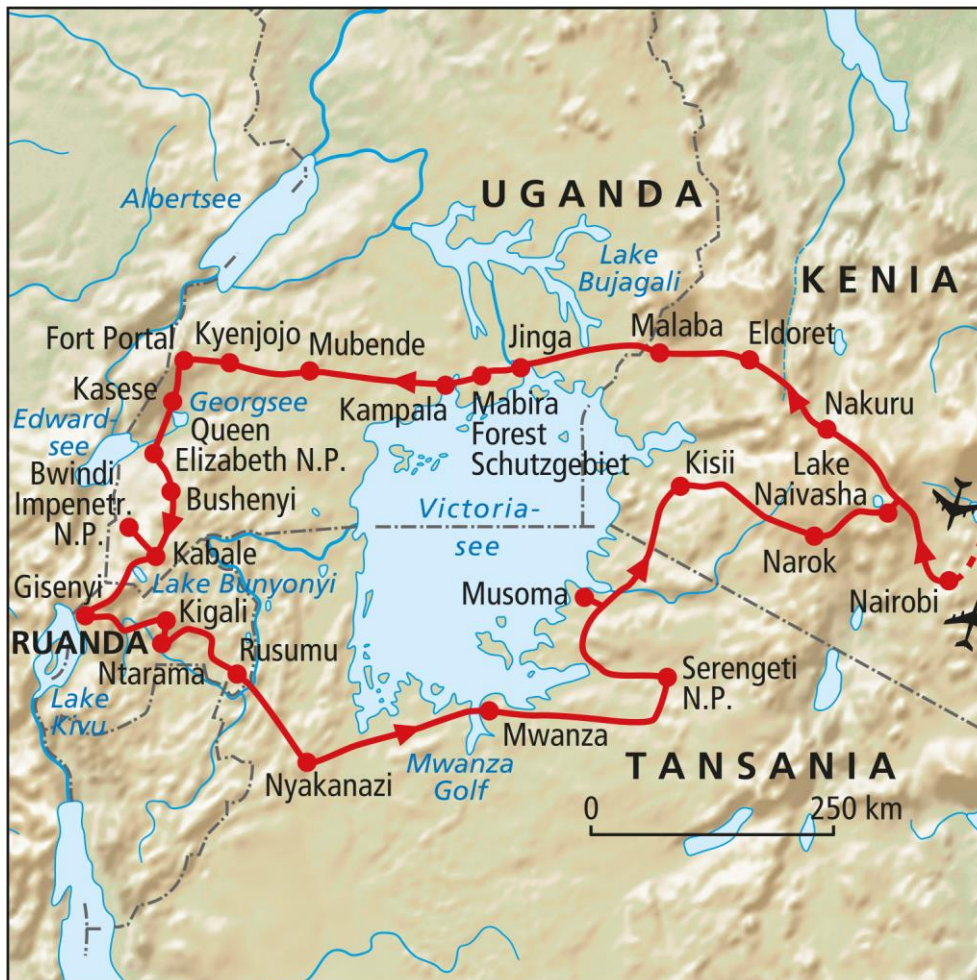 Albertsee
UGANDA
Lake
Bujagali
KENIA
Fort Portal
Kyenjojo
Mubende
Jinga
Malaba
Eldoret
Kasese
Georgsee
Kampala
Mabira
Forest
Schutzgebiet
Nakuru
Edward-
see
Queen
Elizabeth N.P.
Kisii
Lake
Naivasha
Bwindi
Impenetr.
N.P.
Bushenyi
Victoria-
see
Narok
Kabale
Gisenyi
Lake Bunyonyi
Musoma
Nairobi
Kigali
RUANDA
Ntarama
Rusumu
Serengeti
N.P.
Lake
Kivu
Mwanza
Nyakanazi
Mwanza
Golf
TANSANIA
0 250 km